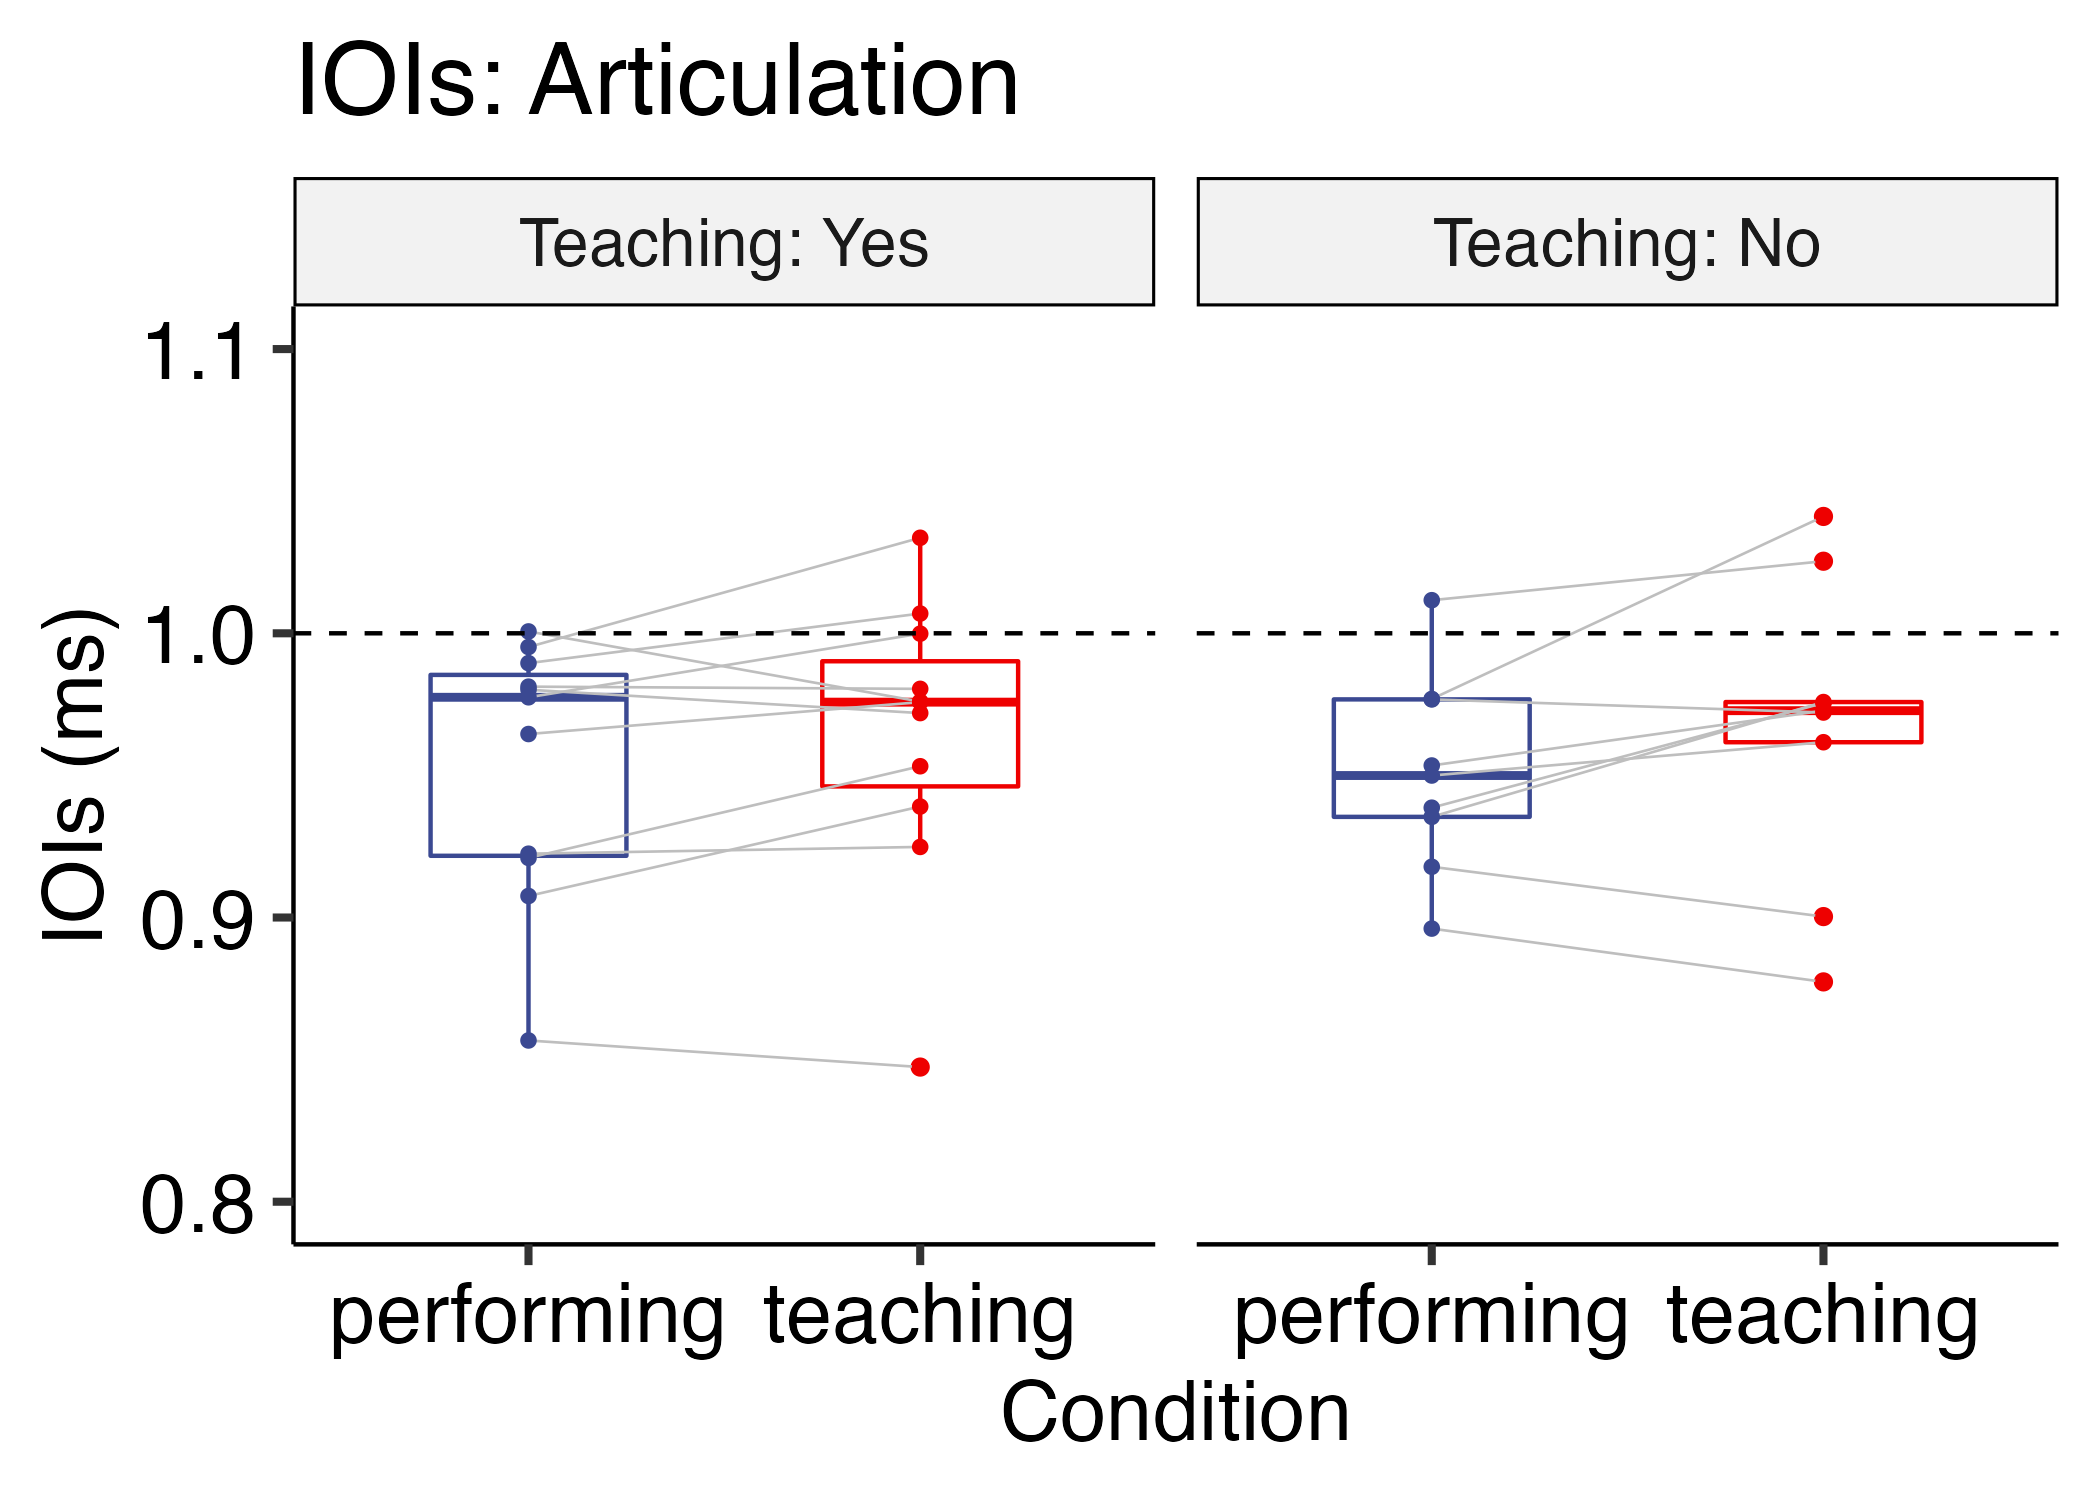 IOIs: Articulation
Teaching: Yes
Teaching: No
IOIs (ms)
1.1
1.0
0.9
0.8
performing teaching
performing teaching
Condition